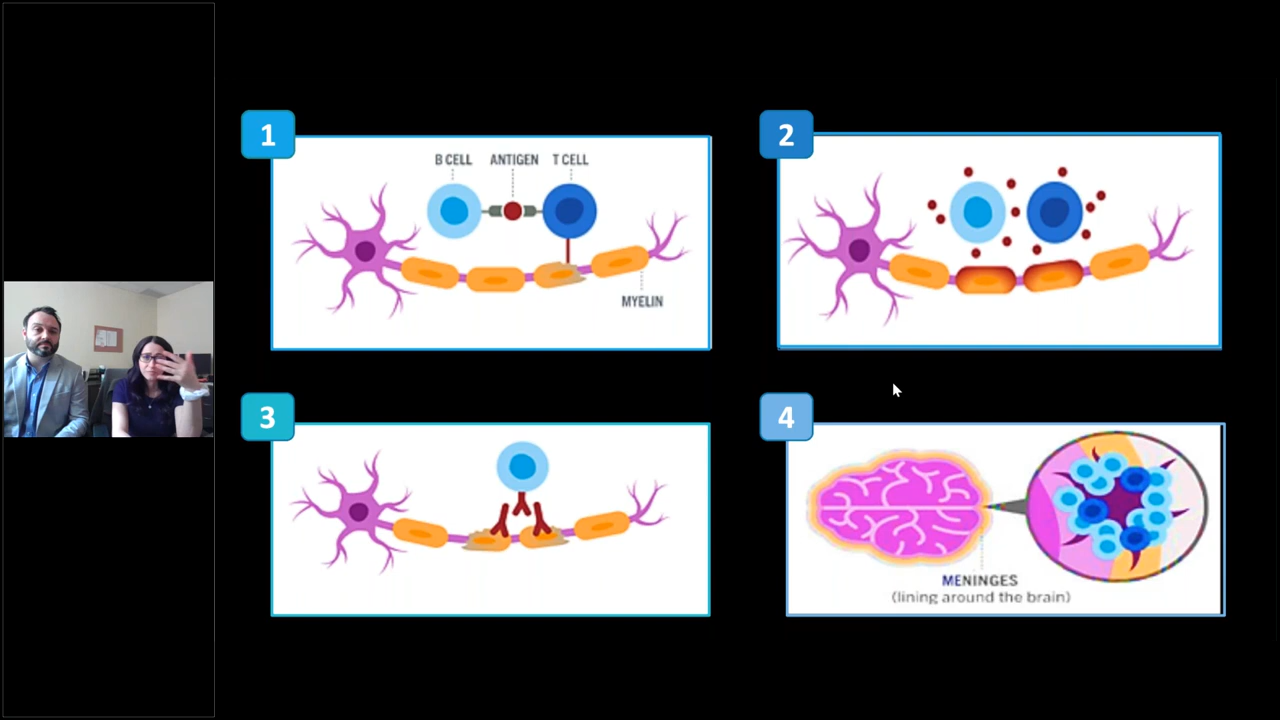 1
B CELL ANTIGEN T CELL
MYELIN
2
3
4
MENINGES
(lining around the brain)